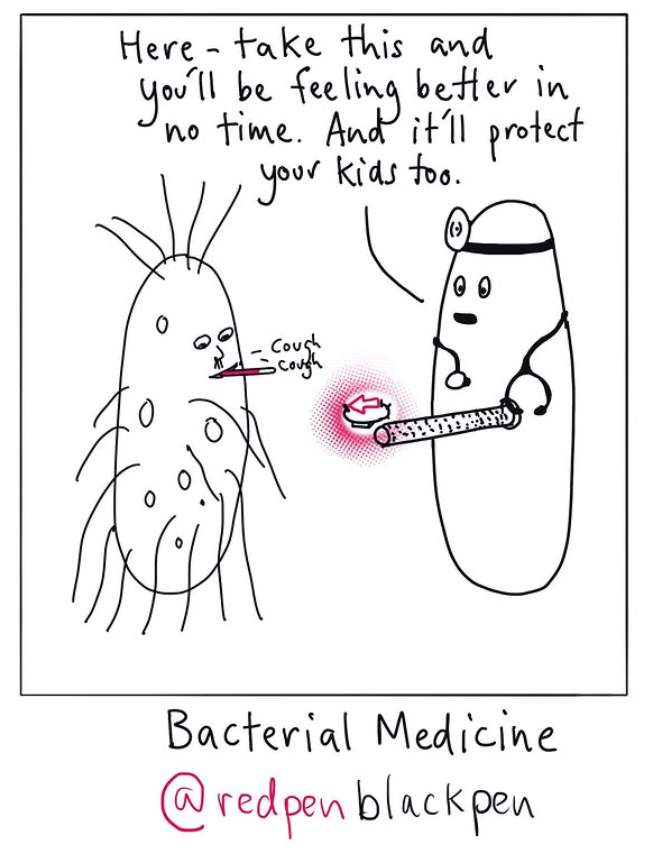 Here - take this and
you'll be feeling better in
no time. And it'll protect
your kids too.
- cough
- cough
Bacterial Medicine
@redpenblackpen